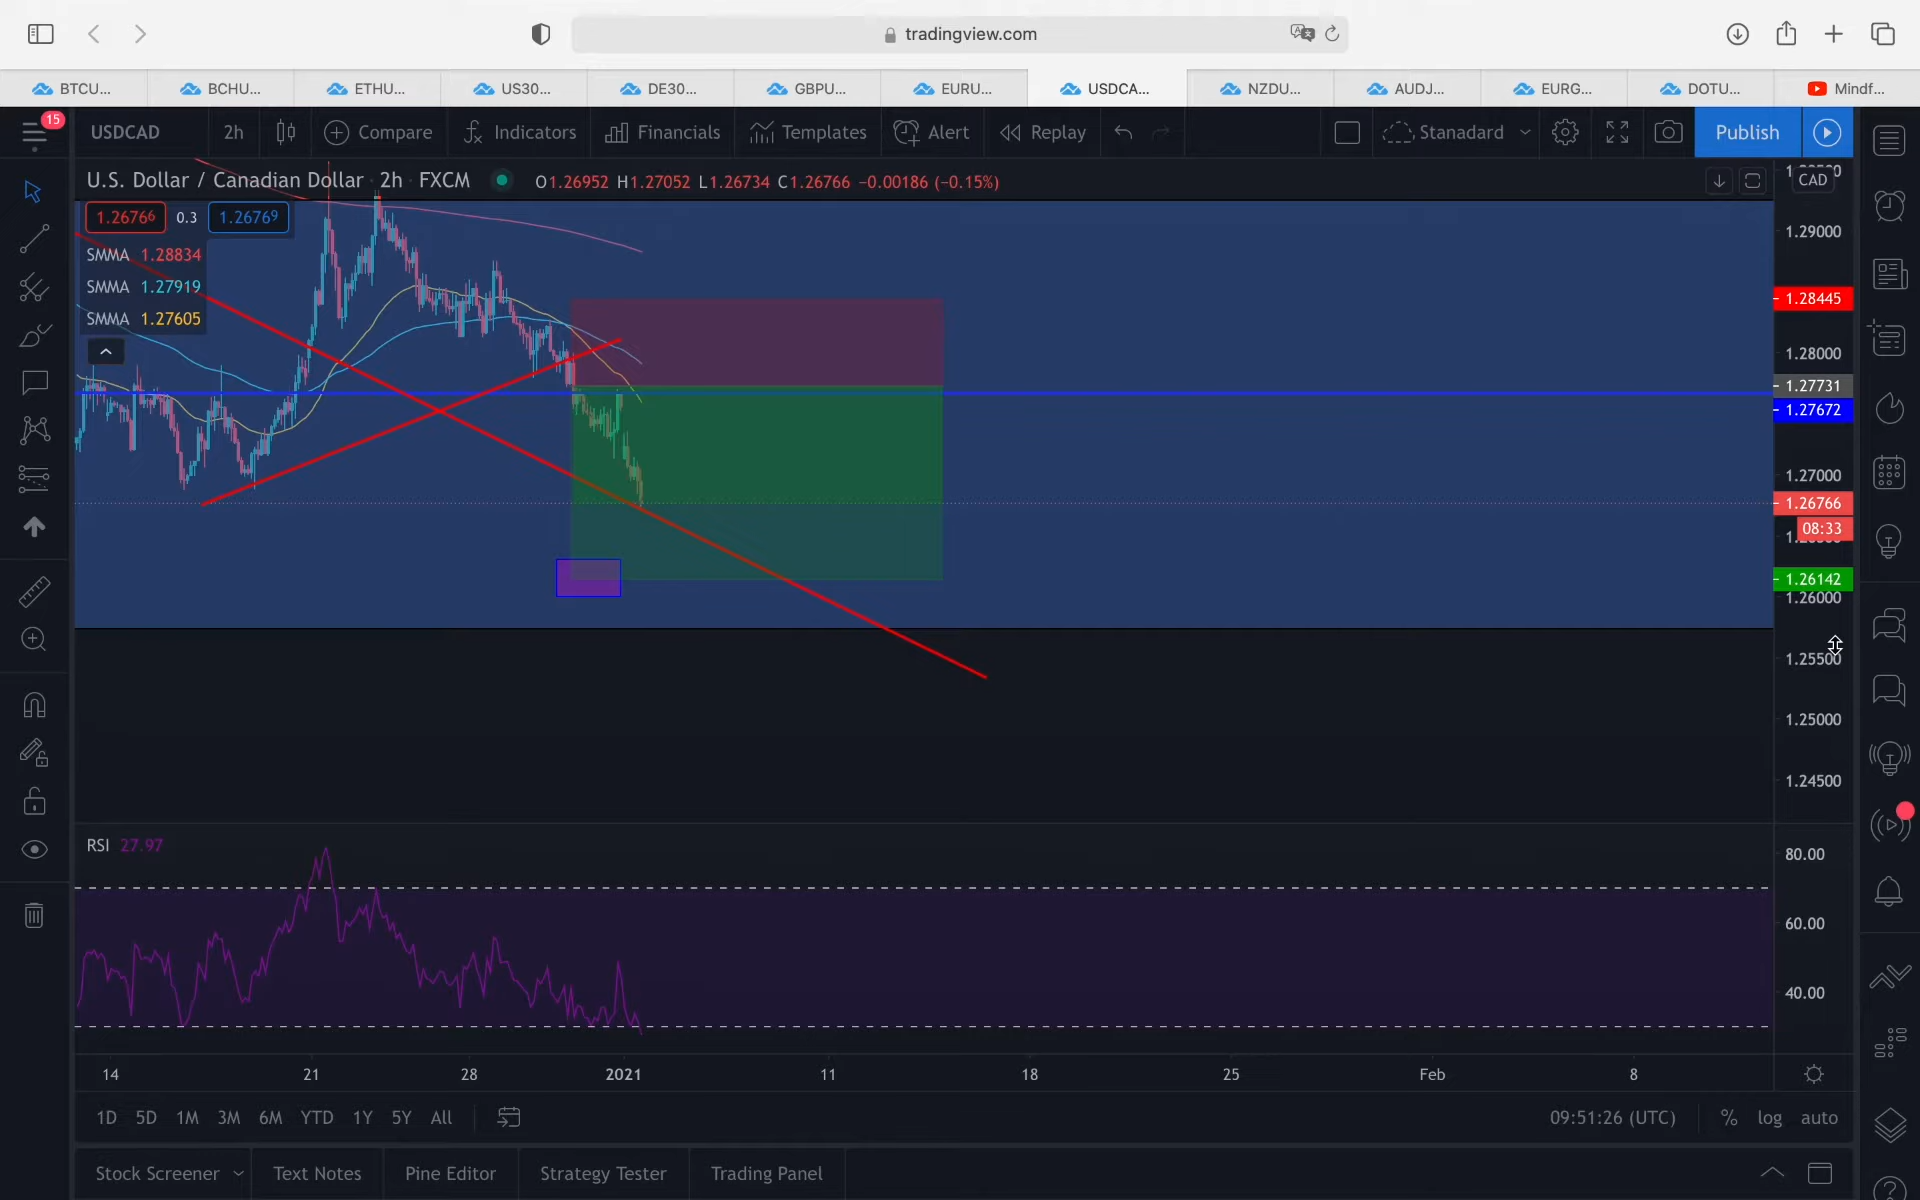 tradingview.com
BTCU... BCHU... ETHU... US30... DE30... GBPU... EURU... USDCA... NZDU... AUDJ... EURG... DOTU... Mindf...
15
USDCAD 2h Compare Indicators Financials Templates Alert Replay Stanadard Publish
U.S. Dollar / Canadian Dollar · 2h · FXCM O1.26952 H1.27052 L1.26734 C1.26766 −0.00186 (−0.15%)
CAD
1.26766 0.3 1.26769
SMMA 1.28834
SMMA 1.27919
SMMA 1.27605
1.29000
1.28445
1.28000
1.27731
1.27672
1.27000
1.26766
08:33
1.26142
1.26000
1.25500
1.25000
1.24500
RSI 27.97
80.00
60.00
40.00
14 21 28 2021 11 18 25 Feb 8
1D 5D 1M 3M 6M YTD 1Y 5Y All 09:51:26 (UTC) % log auto
Stock Screener Text Notes Pine Editor Strategy Tester Trading Panel